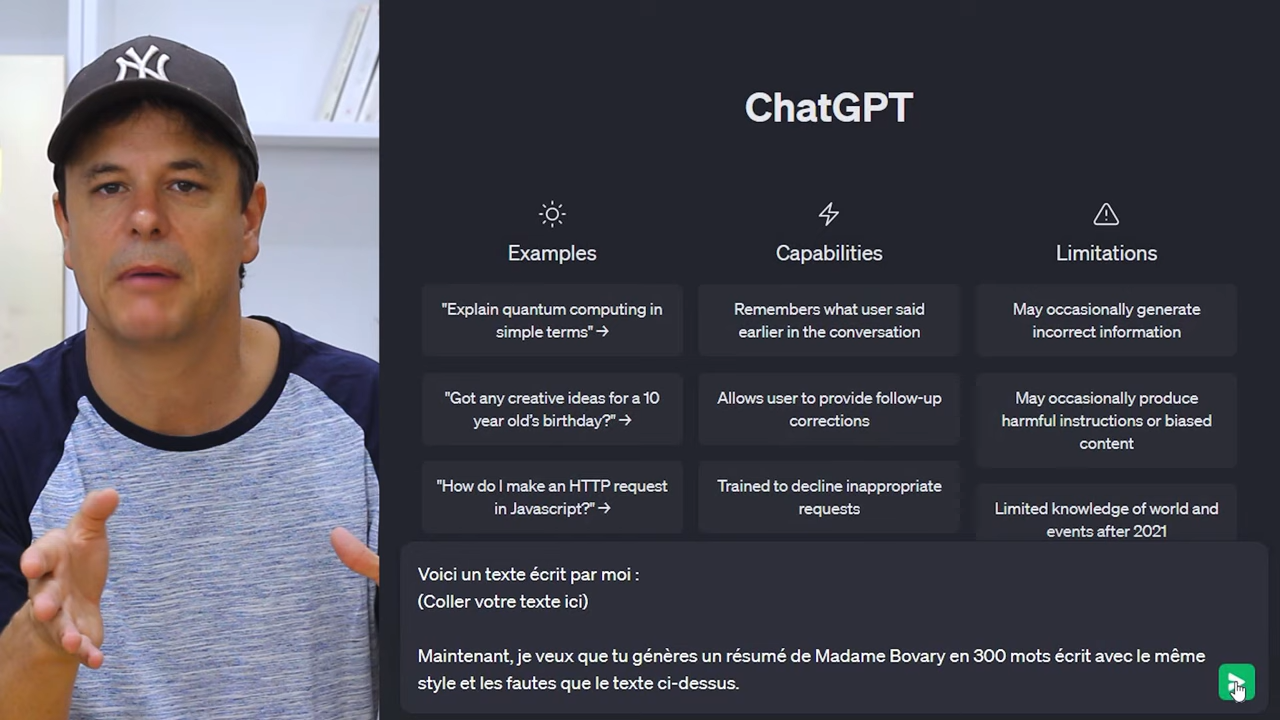 NY
ChatGPT
Examples
Capabilities
Limitations
"Explain quantum computing in
simple terms" →
Remembers what user said
earlier in the conversation
May occasionally generate
incorrect information
"Got any creative ideas for a 10
year old's birthday?" →
Allows user to provide follow-up
corrections
May occasionally produce
harmful instructions or biased
content
"How do I make an HTTP request
in Javascript?" →
Trained to decline inappropriate
requests
Limited knowledge of world and
events after 2021
Voici un texte écrit par moi :
(Coller votre texte ici)
Maintenant, je veux que tu génères un résumé de Madame Bovary en 300 mots écrit avec le même
style et les fautes que le texte ci-dessus.